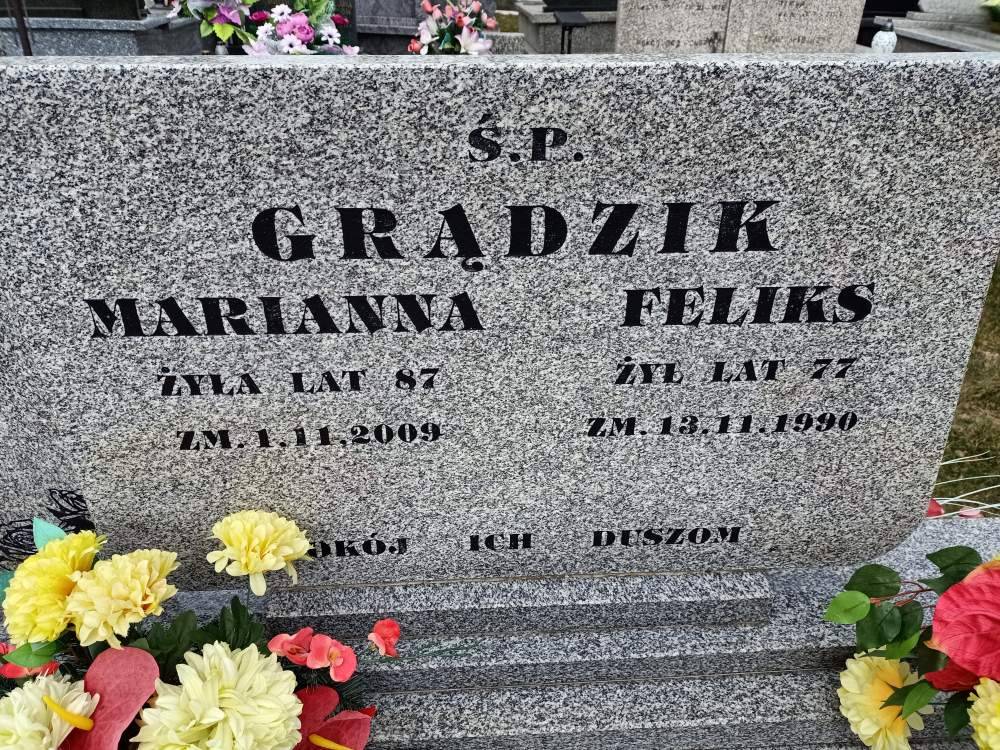 Ś.P.
GRĄDZIK
MARIANNA FELIKS
ŻYŁA LAT 87 ŻYŁ LAT 77
ZM. 1.11.2009 ZM. 13.11.1990
ICH DUSZOM